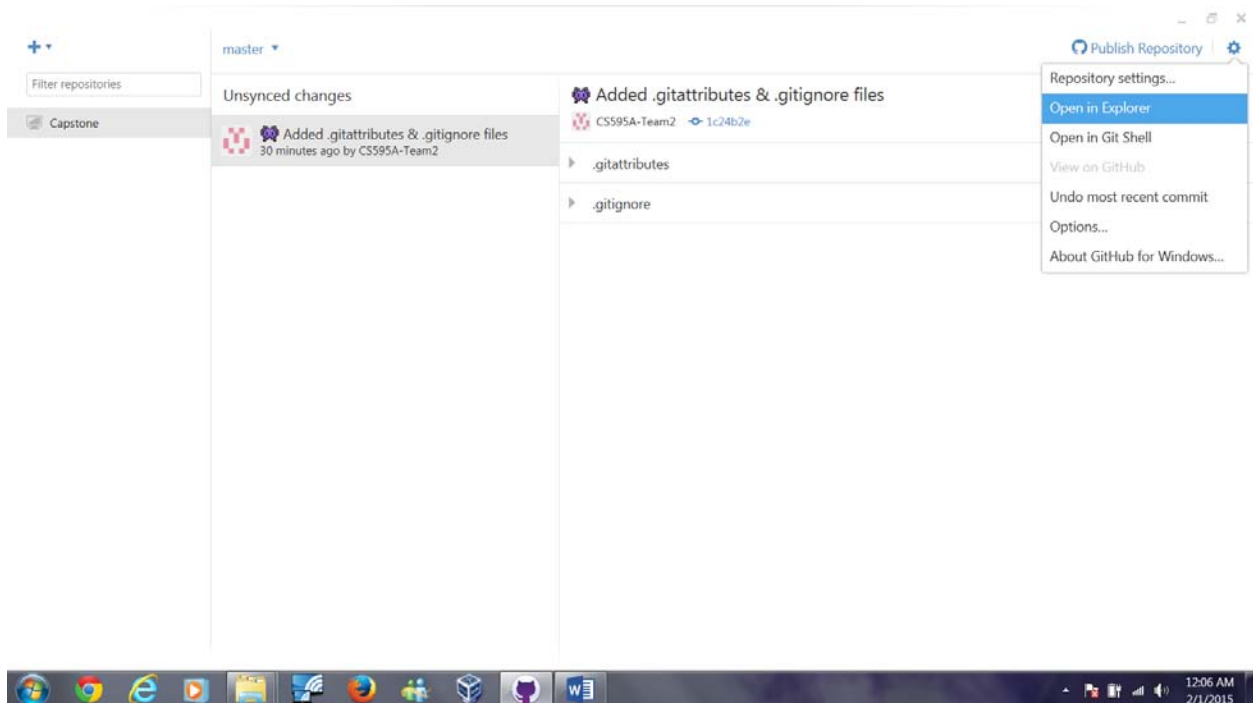 master
Publish Repository
Filter repositories
Capstone
Unsynced changes
Added .gitattributes & .gitignore files
30 minutes ago by CS595A-Team2
Added .gitattributes & .gitignore files
CS595A-Team2 1c24b2e
.gitattributes
.gitignore
Repository settings...
Open in Explorer
Open in Git Shell
View on GitHub
Undo most recent commit
Options...
About GitHub for Windows...
12:06 AM
2/1/2015